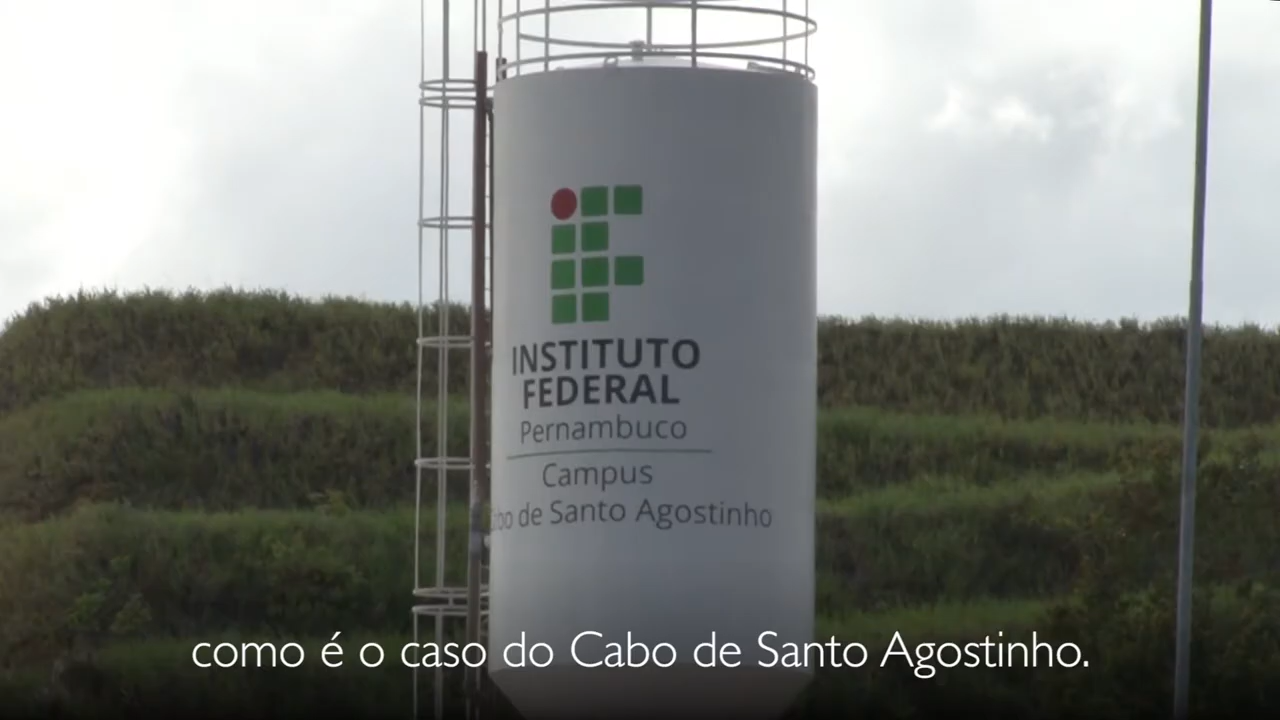 INSTITUTO
FEDERAL
Pernambuco
Campus
de Santo Agostinho
como é o caso do Cabo de Santo Agostinho.